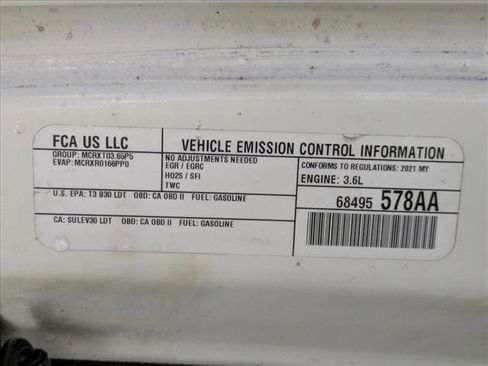 FCA US LLC
VEHICLE EMISSION CONTROL INFORMATION
GROUP: MCRXT03.65P5
EVAP: MCRXR0166PP0
NO ADJUSTMENTS NEEDED
EGR / EGRC
HO2S / SFI
TWC
CONFORMS TO REGULATIONS: 2021 MY
ENGINE: 3.6L
U.S. EPA: T3 B30 LDT OBD: CA OBD II FUEL: GASOLINE
68495 578AA
CA: SULEV30 LDT OBD: CA OBD II FUEL: GASOLINE